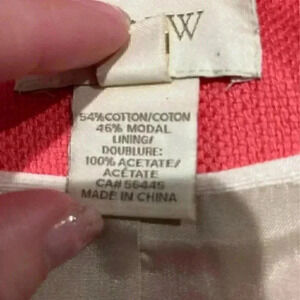 W
54% COTTON/COTON
46% MODAL
LINING/
DOUBLURE:
100% ACETATE/
ACÉTATE
CA# 56445
MADE IN CHINA